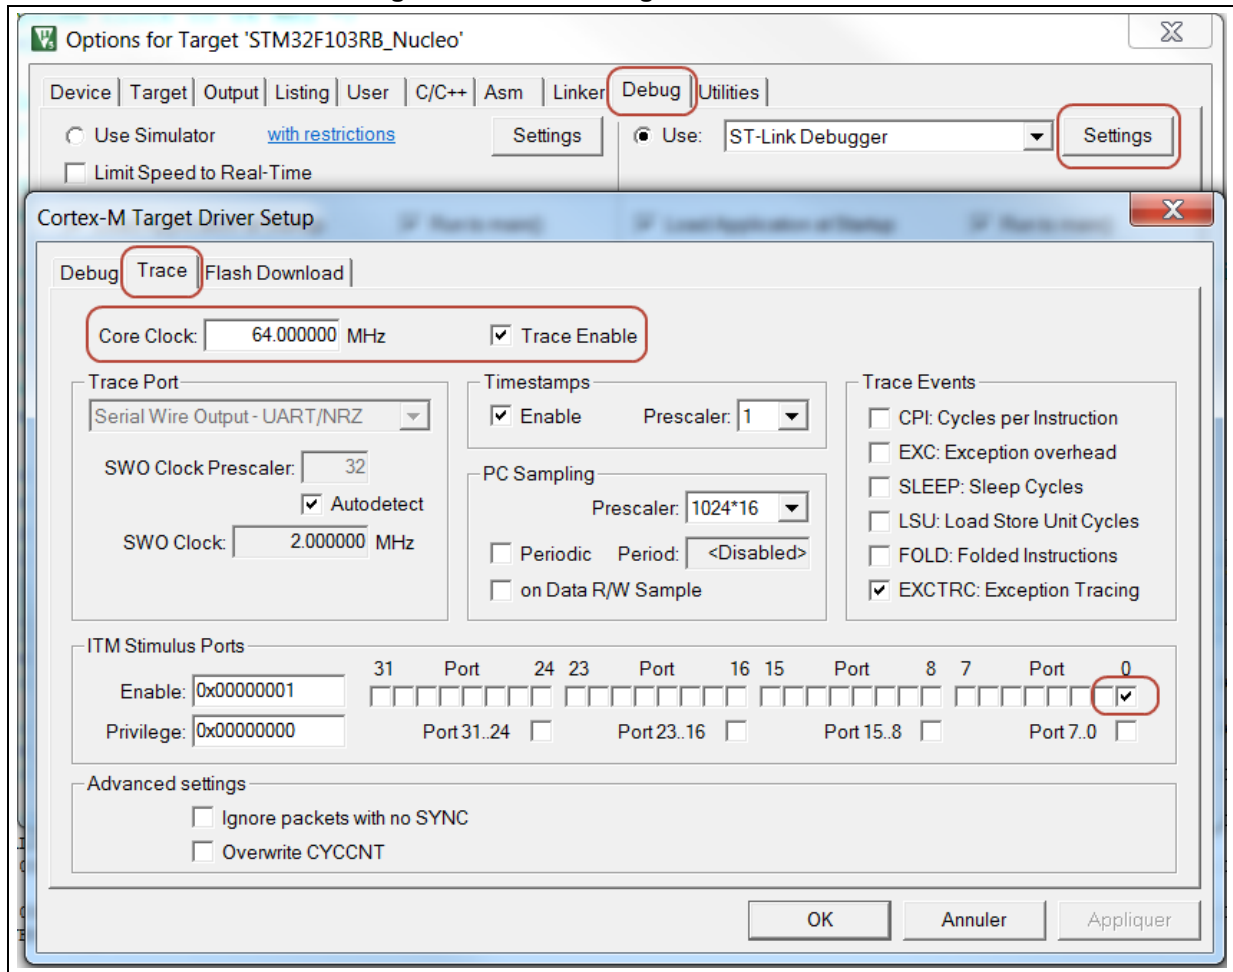 Options for Target 'STM32F103RB_Nucleo'
Device Target Output Listing User C/C++ Asm Linker Debug Utilities
Use Simulator with restrictions Settings Use: ST-Link Debugger Settings
Limit Speed to Real-Time
Cortex-M Target Driver Setup
Debug Trace Flash Download
Core Clock: 64.000000 MHz Trace Enable
Trace Port
Serial Wire Output - UART/NRZ
SWO Clock Prescaler: 32
Autodetect
SWO Clock: 2.000000 MHz
Timestamps
Enable Prescaler: 1
PC Sampling
Prescaler: 1024*16
Periodic Period: <Disabled>
on Data R/W Sample
Trace Events
CPI: Cycles per Instruction
EXC: Exception overhead
SLEEP: Sleep Cycles
LSU: Load Store Unit Cycles
FOLD: Folded Instructions
EXCTRC: Exception Tracing
ITM Stimulus Ports
31 Port 24 23 Port 16 15 Port 8 7 Port 0
Enable: 0x00000001
Privilege: 0x00000000 Port 31..24 Port 23..16 Port 15..8 Port 7..0
Advanced settings
Ignore packets with no SYNC
Overwrite CYCCNT
OK Annuler Appliquer